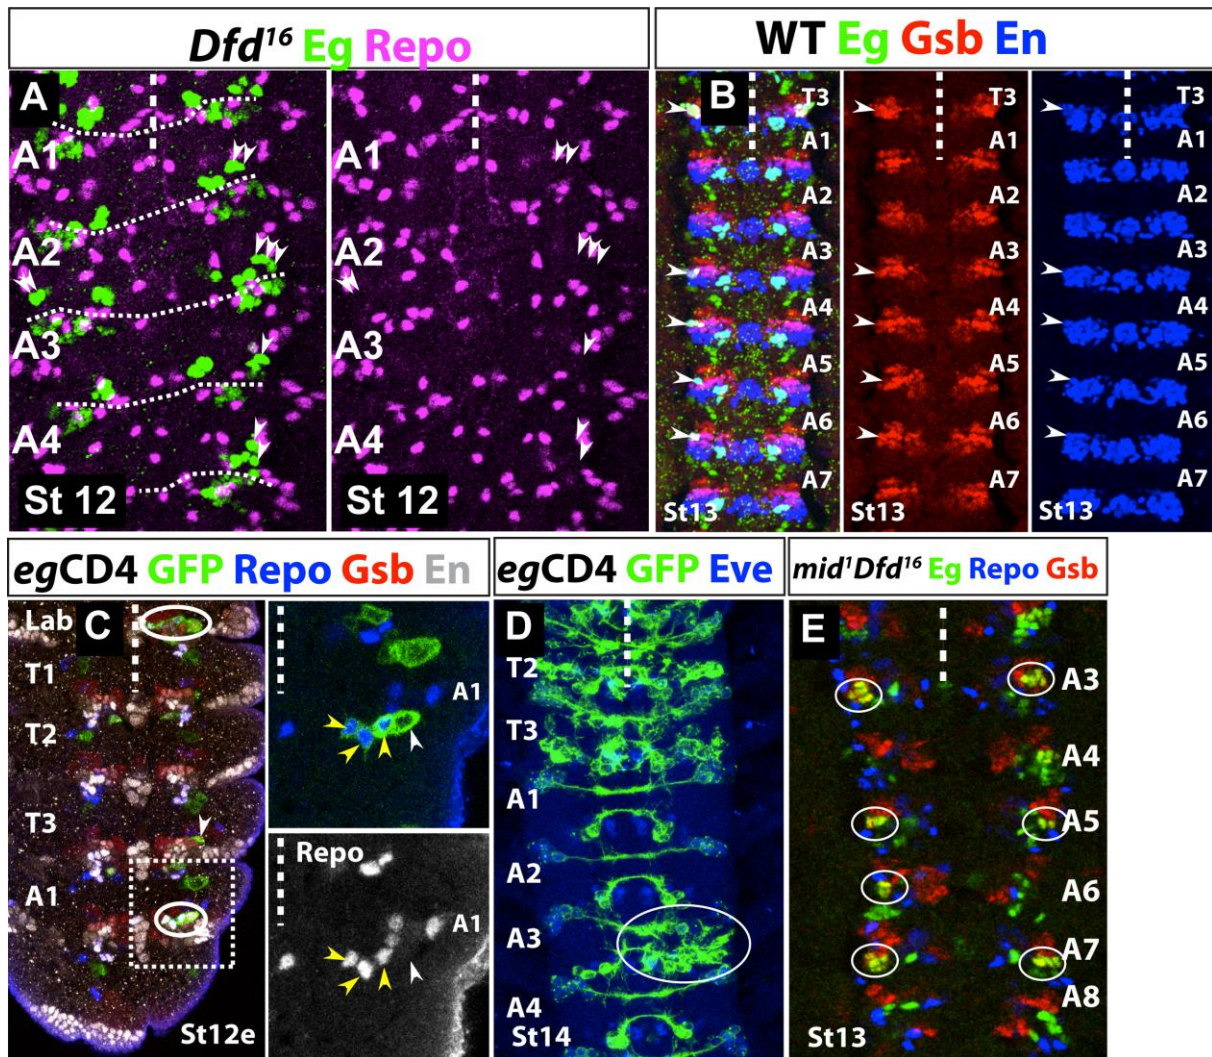 Dfd¹⁶ Eg Repo
A
A1
A2
A3
A4
St 12
A1
A2
A3
A4
St 12
WT Eg Gsb En
B
T3
A1
A2
A3
A4
A5
A6
A7
St13
T3
A1
A2
A3
A4
A5
A6
A7
St13
T3
A1
A2
A3
A4
A5
A6
A7
St13
egCD4 GFP Repo Gsb En
C
Lab
T1
T2
T3
A1
St12e
A1
Repo
A1
egCD4 GFP Eve
D
T2
T3
A1
A2
A3
A4
St14
mid¹Dfd¹⁶ Eg Repo Gsb
E
A3
A4
A5
A6
A7
A8
St13